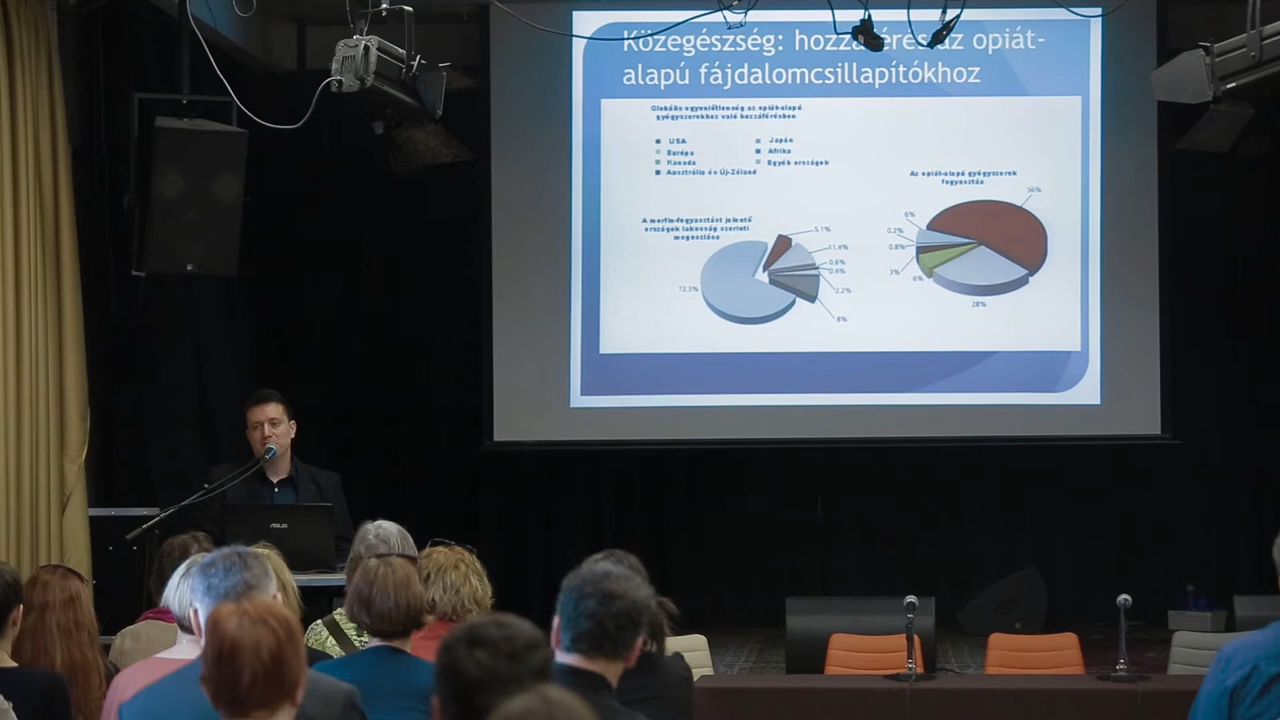 Közegészség: hozzáférés az opiát-
alapú fájdalomcsillapítókhoz
Globális egyenlőtlenség az opiát-alapú
gyógyszerekhez való hozzáférésben
USA
Japán
Európa
Afrika
Kanada
Egyéb országok
Ausztrália és Új-Zéland
A morfin-fogyasztást jelentő
országok lakosság szerinti
megoszlása
5.1%
11.4%
0.6%
0.4%
2.2%
8%
72.3%
Az opiát-alapú gyógyszerek
fogyasztása
56%
6%
0.2%
0.8%
3%
6%
28%
ASUS